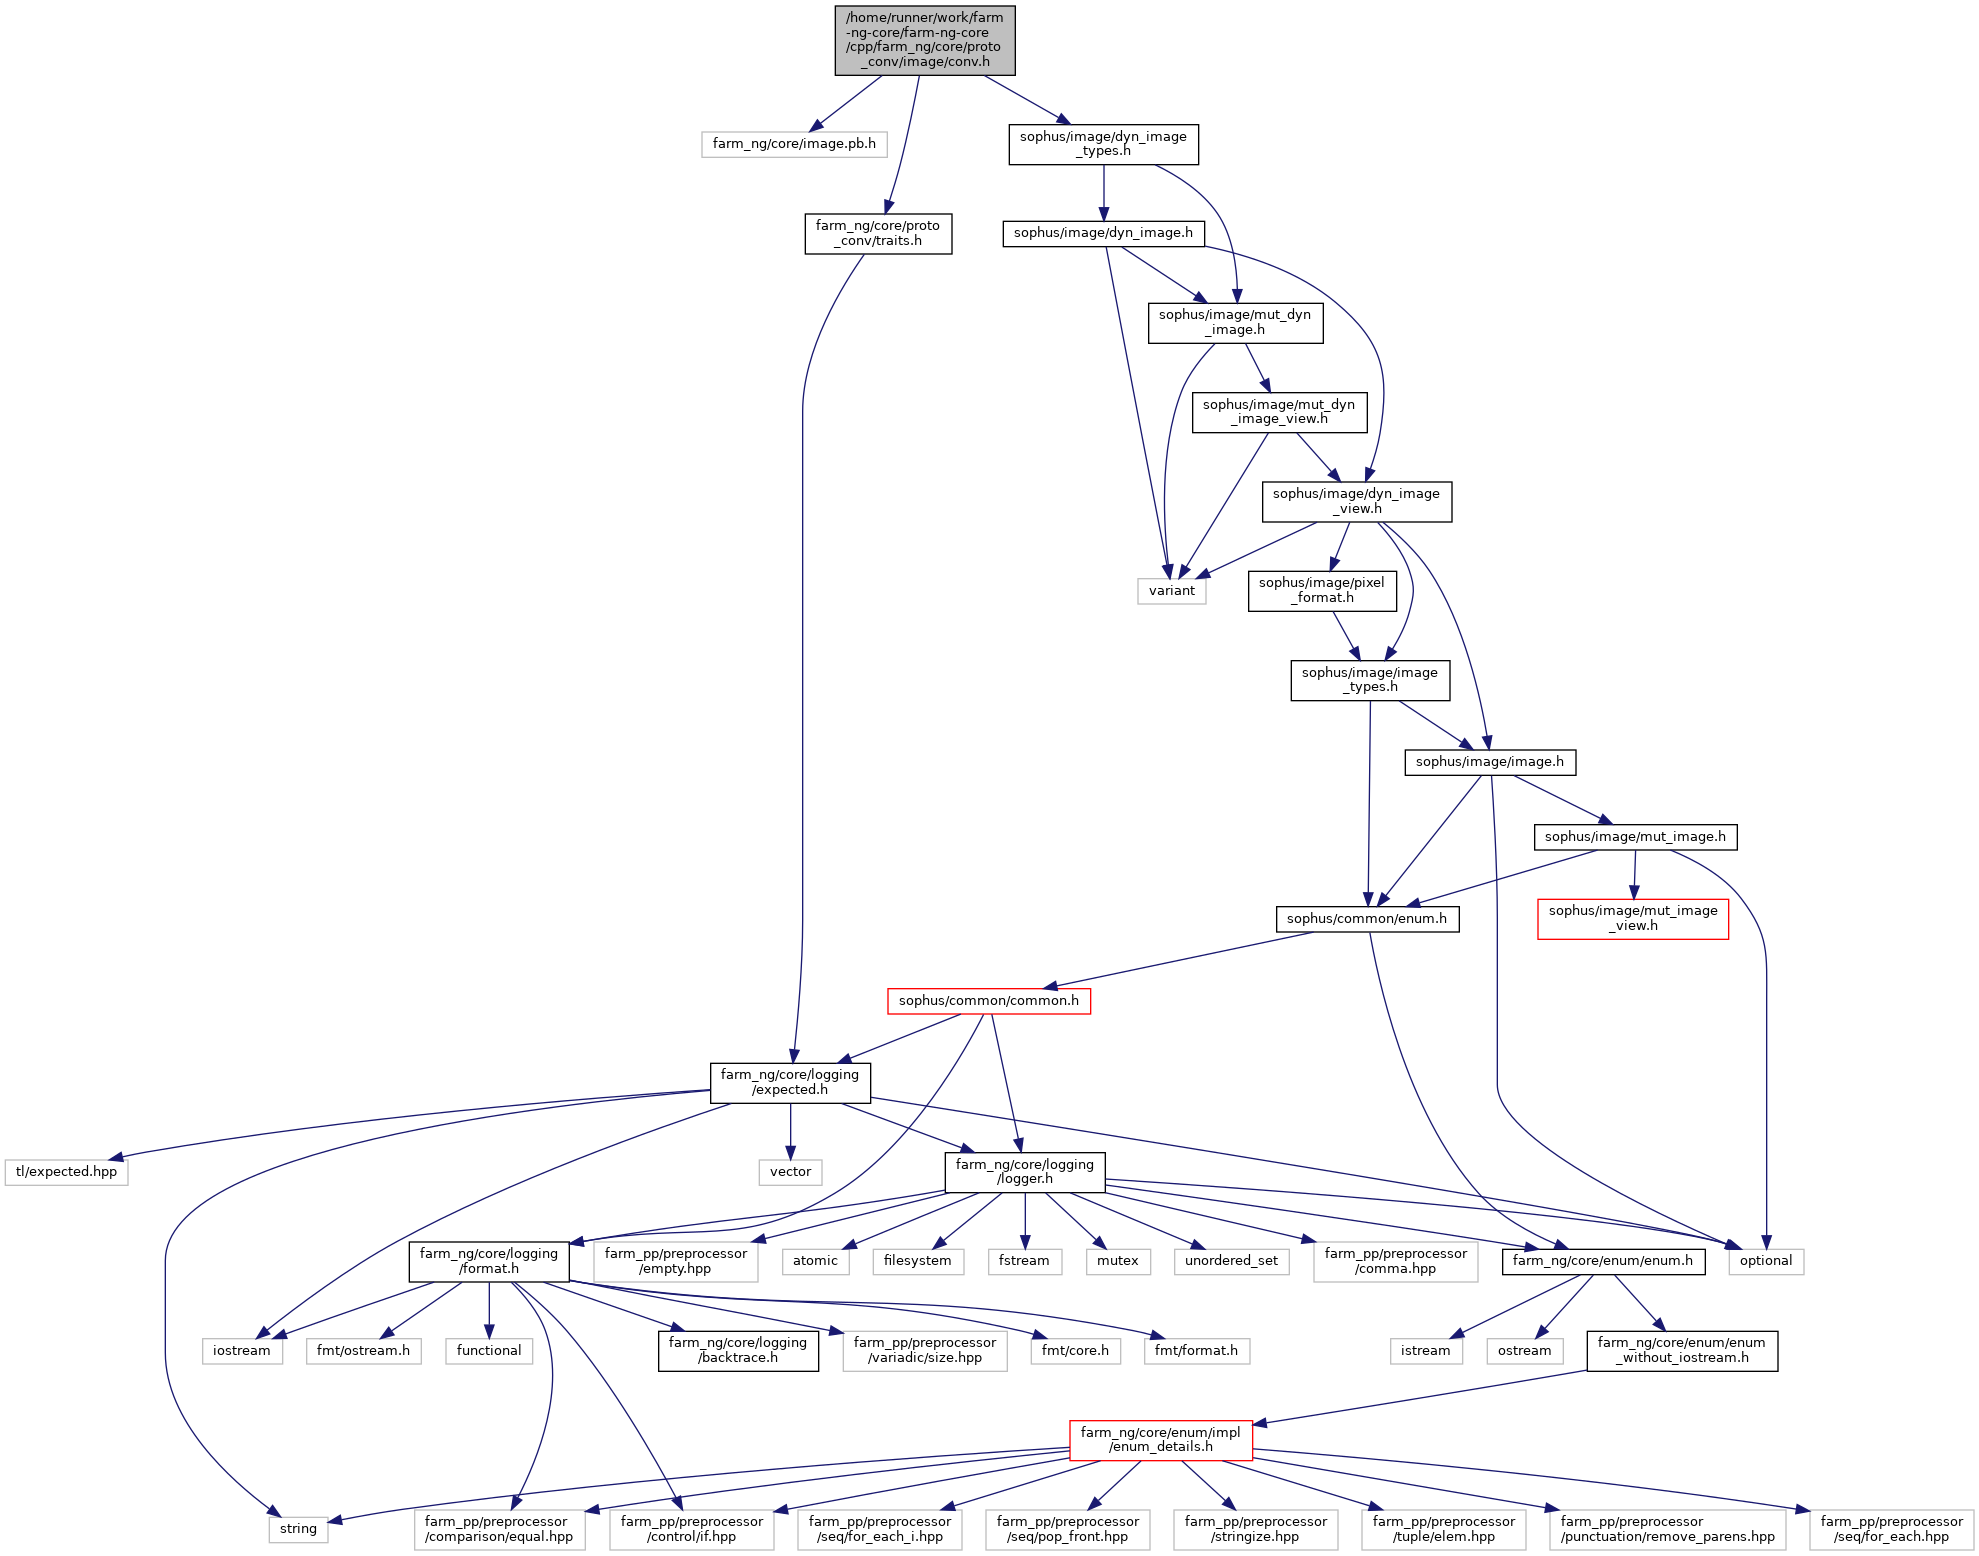 /home/runner/work/farm
-ng-core/farm-ng-core
/cpp/farm_ng/core/proto
_conv/image/conv.h
farm_ng/core/image.pb.h
sophus/image/dyn_image
_types.h
farm_ng/core/proto
_conv/traits.h
sophus/image/dyn_image.h
sophus/image/mut_dyn
_image.h
sophus/image/mut_dyn
_image_view.h
sophus/image/dyn_image
_view.h
variant
sophus/image/pixel
_format.h
sophus/image/image
_types.h
sophus/image/image.h
sophus/image/mut_image.h
sophus/common/enum.h
sophus/image/mut_image
_view.h
sophus/common/common.h
farm_ng/core/logging
/expected.h
tl/expected.hpp
vector
farm_ng/core/logging
/logger.h
farm_ng/core/logging
/format.h
farm_pp/preprocessor
/empty.hpp
atomic
filesystem
fstream
mutex
unordered_set
farm_pp/preprocessor
/comma.hpp
farm_ng/core/enum/enum.h
optional
iostream
fmt/ostream.h
functional
farm_ng/core/logging
/backtrace.h
farm_pp/preprocessor
/variadic/size.hpp
fmt/core.h
fmt/format.h
istream
ostream
farm_ng/core/enum/enum
_without_iostream.h
farm_ng/core/enum/impl
/enum_details.h
string
farm_pp/preprocessor
/comparison/equal.hpp
farm_pp/preprocessor
/control/if.hpp
farm_pp/preprocessor
/seq/for_each_i.hpp
farm_pp/preprocessor
/seq/pop_front.hpp
farm_pp/preprocessor
/stringize.hpp
farm_pp/preprocessor
/tuple/elem.hpp
farm_pp/preprocessor
/punctuation/remove_parens.hpp
farm_pp/preprocessor
/seq/for_each.hpp